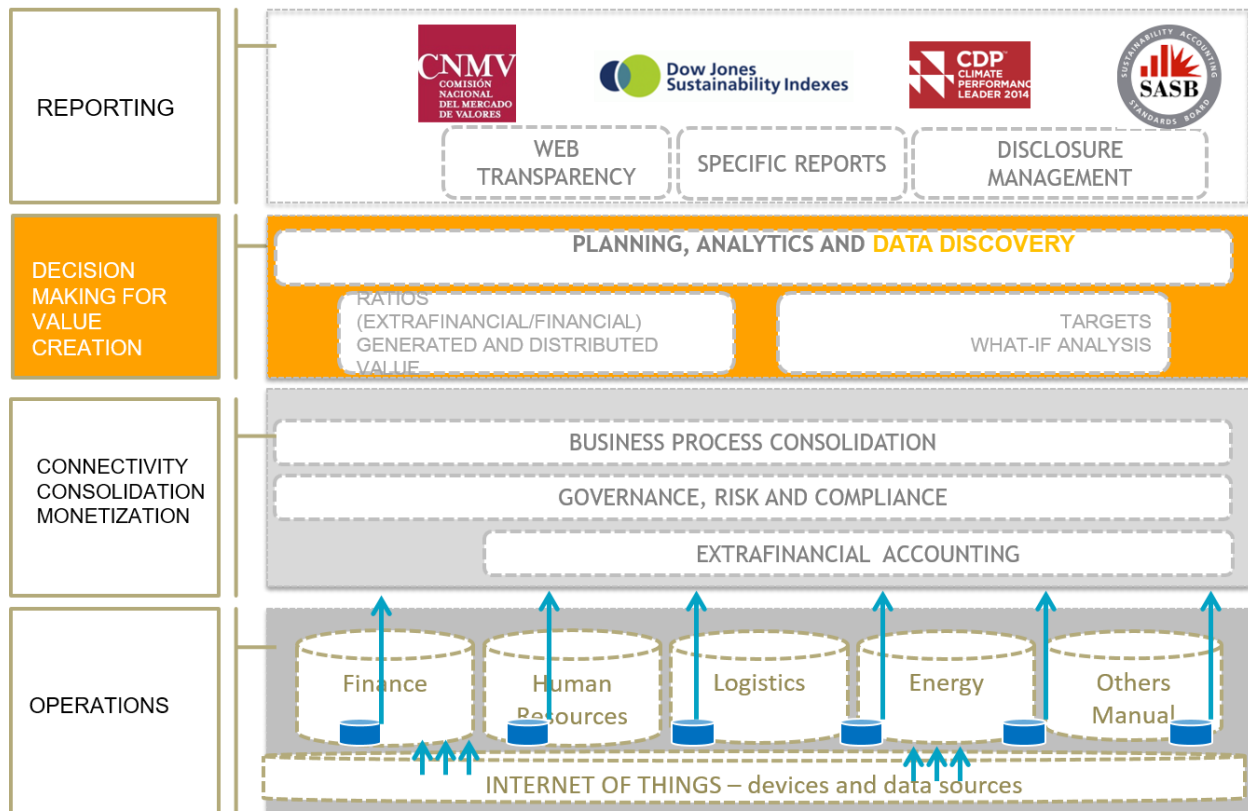 REPORTING
CNMV
COMISIÓN
NACIONAL
DEL MERCADO
DE VALORES
Dow Jones
Sustainability Indexes
CDP
CLIMATE
PERFORMANC
LEADER 2014
SUSTAINABILITY ACCOUNTING
SASB
STANDARDS BOARD
WEB
TRANSPARENCY
SPECIFIC REPORTS
DISCLOSURE
MANAGEMENT
DECISION
MAKING FOR
VALUE
CREATION
PLANNING, ANALYTICS AND DATA DISCOVERY
RATIOS
(EXTRAFINANCIAL/FINANCIAL)
GENERATED AND DISTRIBUTED
VALUE
TARGETS
WHAT-IF ANALYSIS
CONNECTIVITY
CONSOLIDATION
MONETIZATION
BUSINESS PROCESS CONSOLIDATION
GOVERNANCE, RISK AND COMPLIANCE
EXTRAFINANCIAL ACCOUNTING
OPERATIONS
Finance
Human
Resources
Logistics
Energy
Others
Manual
INTERNET OF THINGS – devices and data sources